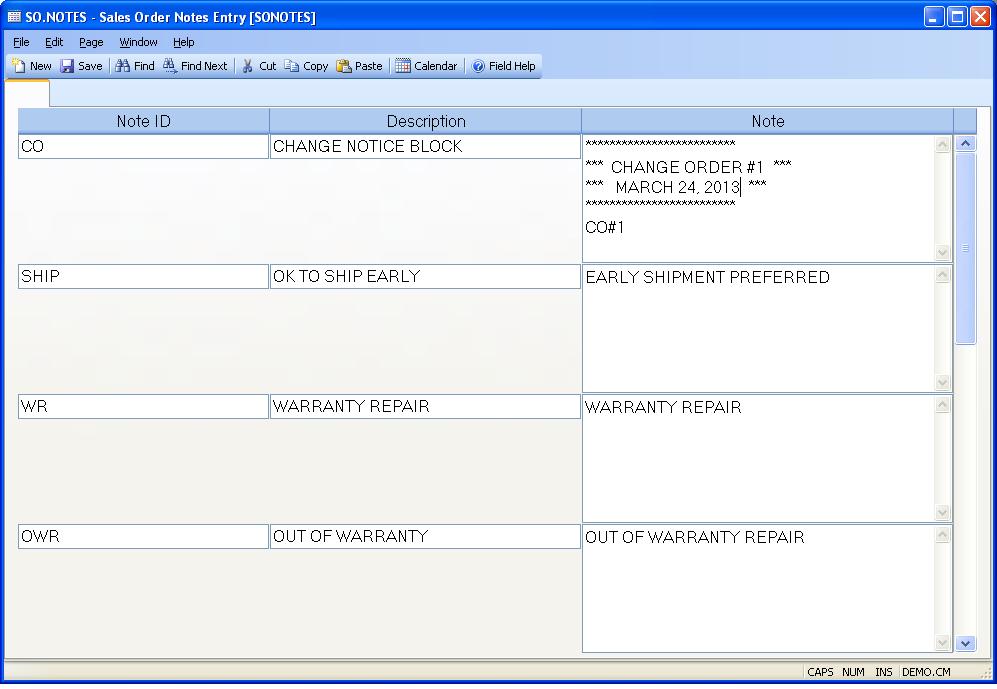 SO.NOTES - Sales Order Notes Entry [SONOTES]
File Edit Page Window Help
New Save Find Find Next Cut Copy Paste Calendar Field Help
Note ID Description Note
CO CHANGE NOTICE BLOCK *************************
*** CHANGE ORDER #1 ***
*** MARCH 24, 2013 ***
*************************
CO#1
SHIP OK TO SHIP EARLY EARLY SHIPMENT PREFERRED
WR WARRANTY REPAIR WARRANTY REPAIR
OWR OUT OF WARRANTY OUT OF WARRANTY REPAIR
CAPS NUM INS DEMO.CM